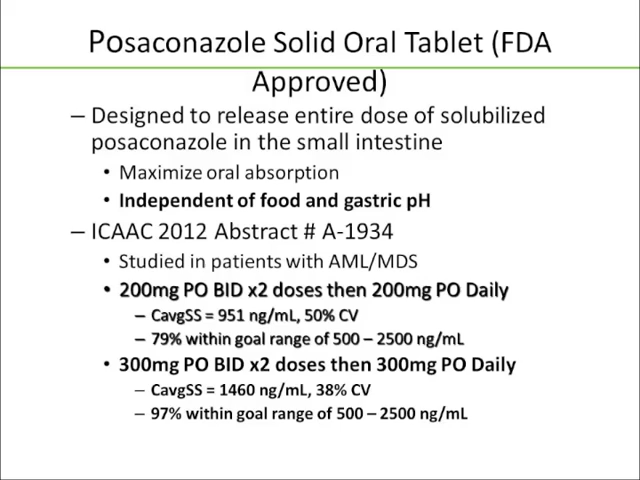 Posaconazole Solid Oral Tablet (FDA
Approved)
– Designed to release entire dose of solubilized
posaconazole in the small intestine
• Maximize oral absorption
• Independent of food and gastric pH
– ICAAC 2012 Abstract # A-1934
• Studied in patients with AML/MDS
• 200mg PO BID x2 doses then 200mg PO Daily
– CavgSS = 951 ng/mL, 50% CV
– 79% within goal range of 500 – 2500 ng/mL
• 300mg PO BID x2 doses then 300mg PO Daily
– CavgSS = 1460 ng/mL, 38% CV
– 97% within goal range of 500 – 2500 ng/mL